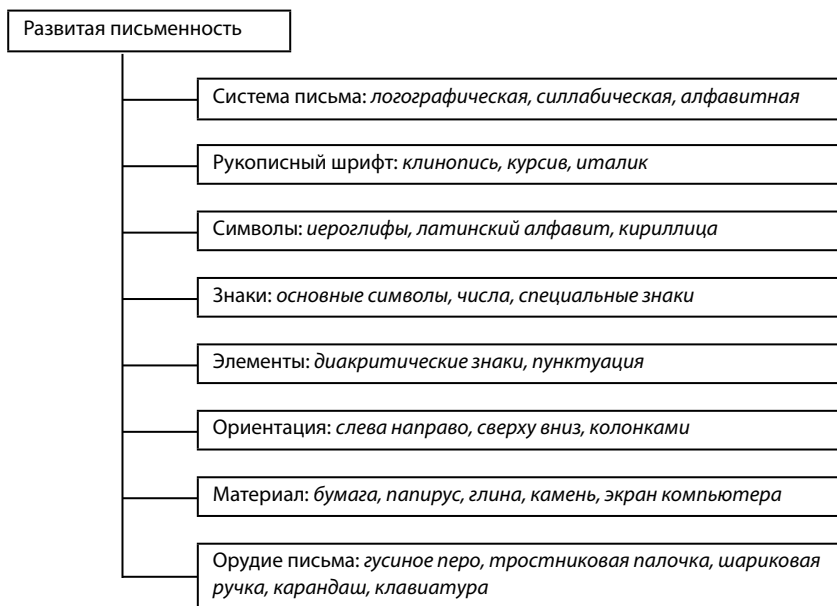 Развитая письменность
Система письма: логографическая, силлабическая, алфавитная
Рукописный шрифт: клинопись, курсив, италик
Символы: иероглифы, латинский алфавит, кириллица
Знаки: основные символы, числа, специальные знаки
Элементы: диакритические знаки, пунктуация
Ориентация: слева направо, сверху вниз, колонками
Материал: бумага, папирус, глина, камень, экран компьютера
Орудие письма: гусиное перо, тростниковая палочка, шариковая
ручка, карандаш, клавиатура